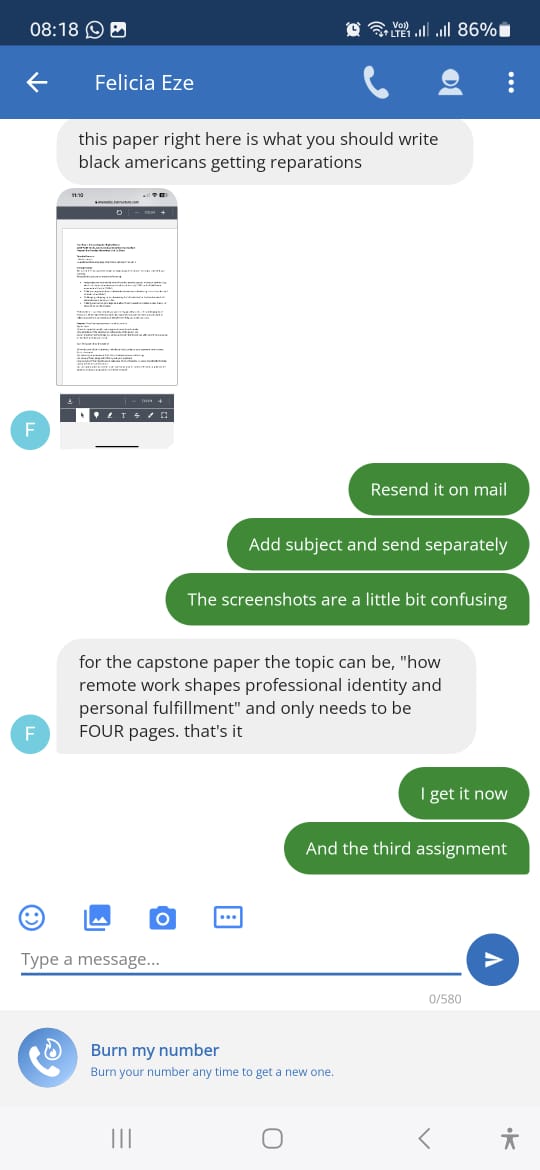 08:18
Vo))
LTE1
86%
Felicia Eze
this paper right here is what you should write
black americans getting reparations
11:10
F
Resend it on mail
Add subject and send separately
The screenshots are a little bit confusing
for the capstone paper the topic can be, "how
remote work shapes professional identity and
personal fulfillment" and only needs to be
FOUR pages. that's it
F
I get it now
And the third assignment
Type a message...
0/580
Burn my number
Burn your number any time to get a new one.